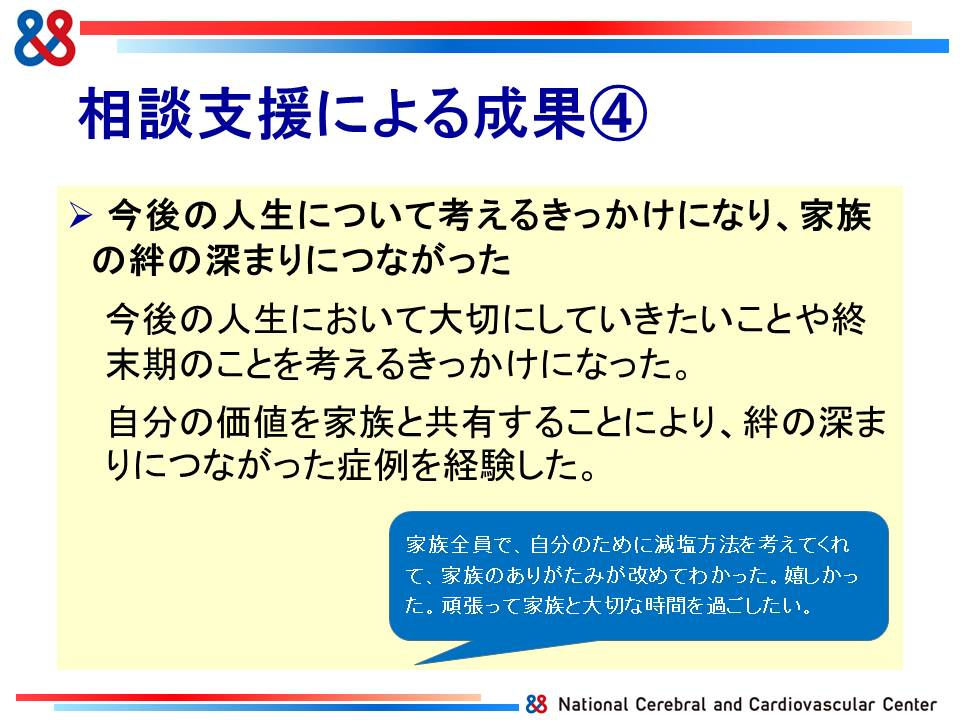 相談支援による成果④
➢ 今後の人生について考えるきっかけになり、家族
の絆の深まりにつながった
今後の人生において大切にしていきたいことや終
末期のことを考えるきっかけになった。
自分の価値を家族と共有することにより、絆の深ま
りにつながった症例を経験した。
家族全員で、自分のために減塩方法を考えてくれ
て、家族のありがたみが改めてわかった。嬉しかっ
た。頑張って家族と大切な時間を過ごしたい。
National Cerebral and Cardiovascular Center